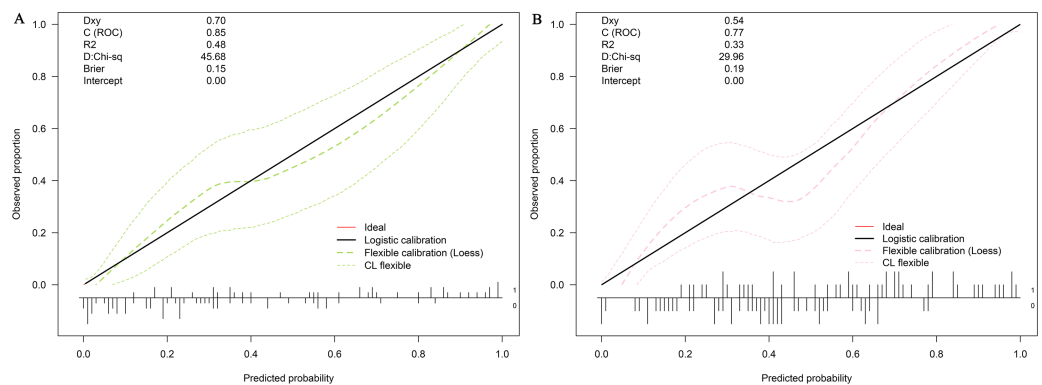 A
Dxy 0.70
C (ROC) 0.85
R2 0.48
D:Chi-sq 45.68
Brier 0.15
Intercept 0.00
1.0
0.8
0.6
0.4
0.2
0.0
Observed proportion
Ideal
Logistic calibration
Flexible calibration (Loess)
CL flexible
1
0
0.0 0.2 0.4 0.6 0.8 1.0
Predicted probability
B
Dxy 0.54
C (ROC) 0.77
R2 0.33
D:Chi-sq 29.96
Brier 0.19
Intercept 0.00
1.0
0.8
0.6
0.4
0.2
0.0
Observed proportion
Ideal
Logistic calibration
Flexible calibration (Loess)
CL flexible
1
0
0.0 0.2 0.4 0.6 0.8 1.0
Predicted probability